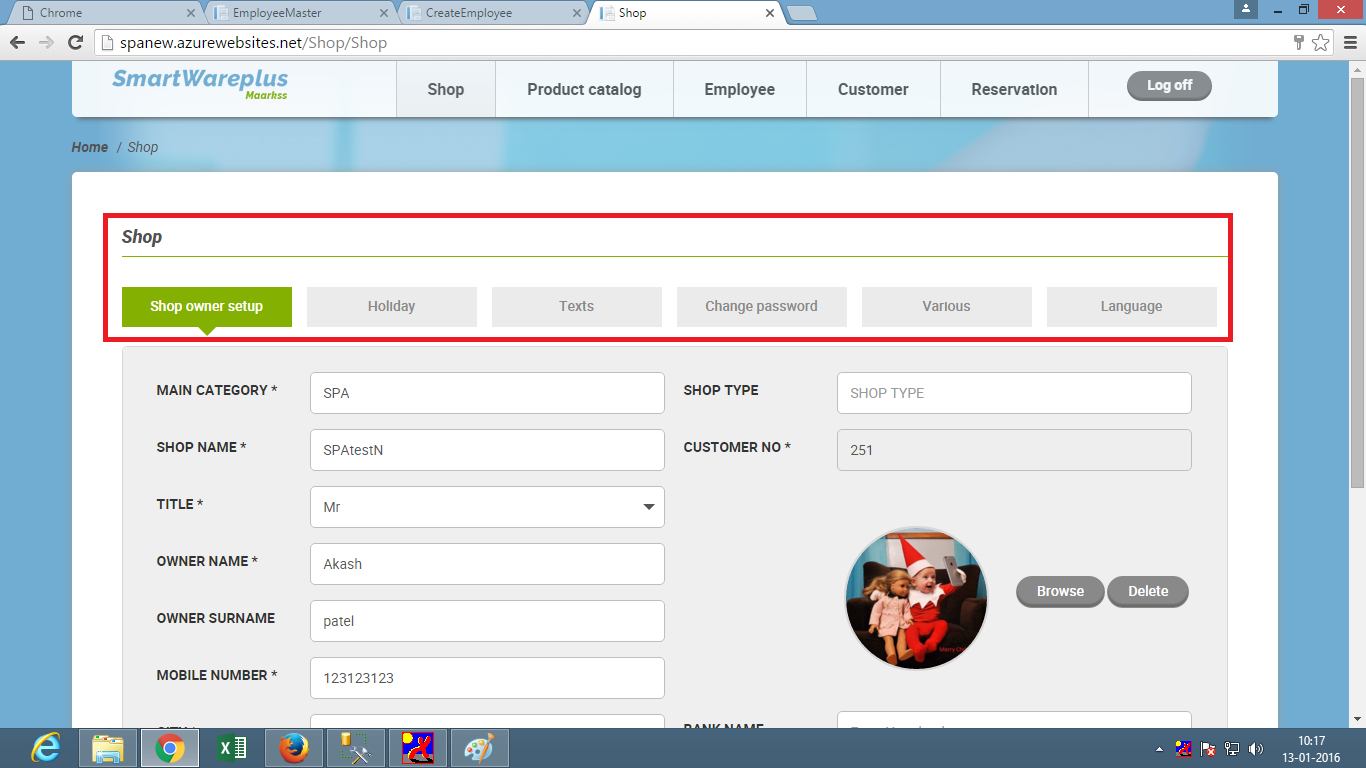 Chrome
EmployeeMaster
CreateEmployee
Shop
spanew.azurewebsites.net/Shop/Shop
SmartWareplus
Maarkss
Shop
Product catalog
Employee
Customer
Reservation
Log off
Home / Shop
Shop
Shop owner setup
Holiday
Texts
Change password
Various
Language
MAIN CATEGORY *
SPA
SHOP TYPE
SHOP TYPE
SHOP NAME *
SPAtestN
CUSTOMER NO *
251
TITLE *
Mr
OWNER NAME *
Akash
Browse
Delete
OWNER SURNAME
patel
Merry
MOBILE NUMBER *
123123123
BANK NAME
10:17
13-01-2016